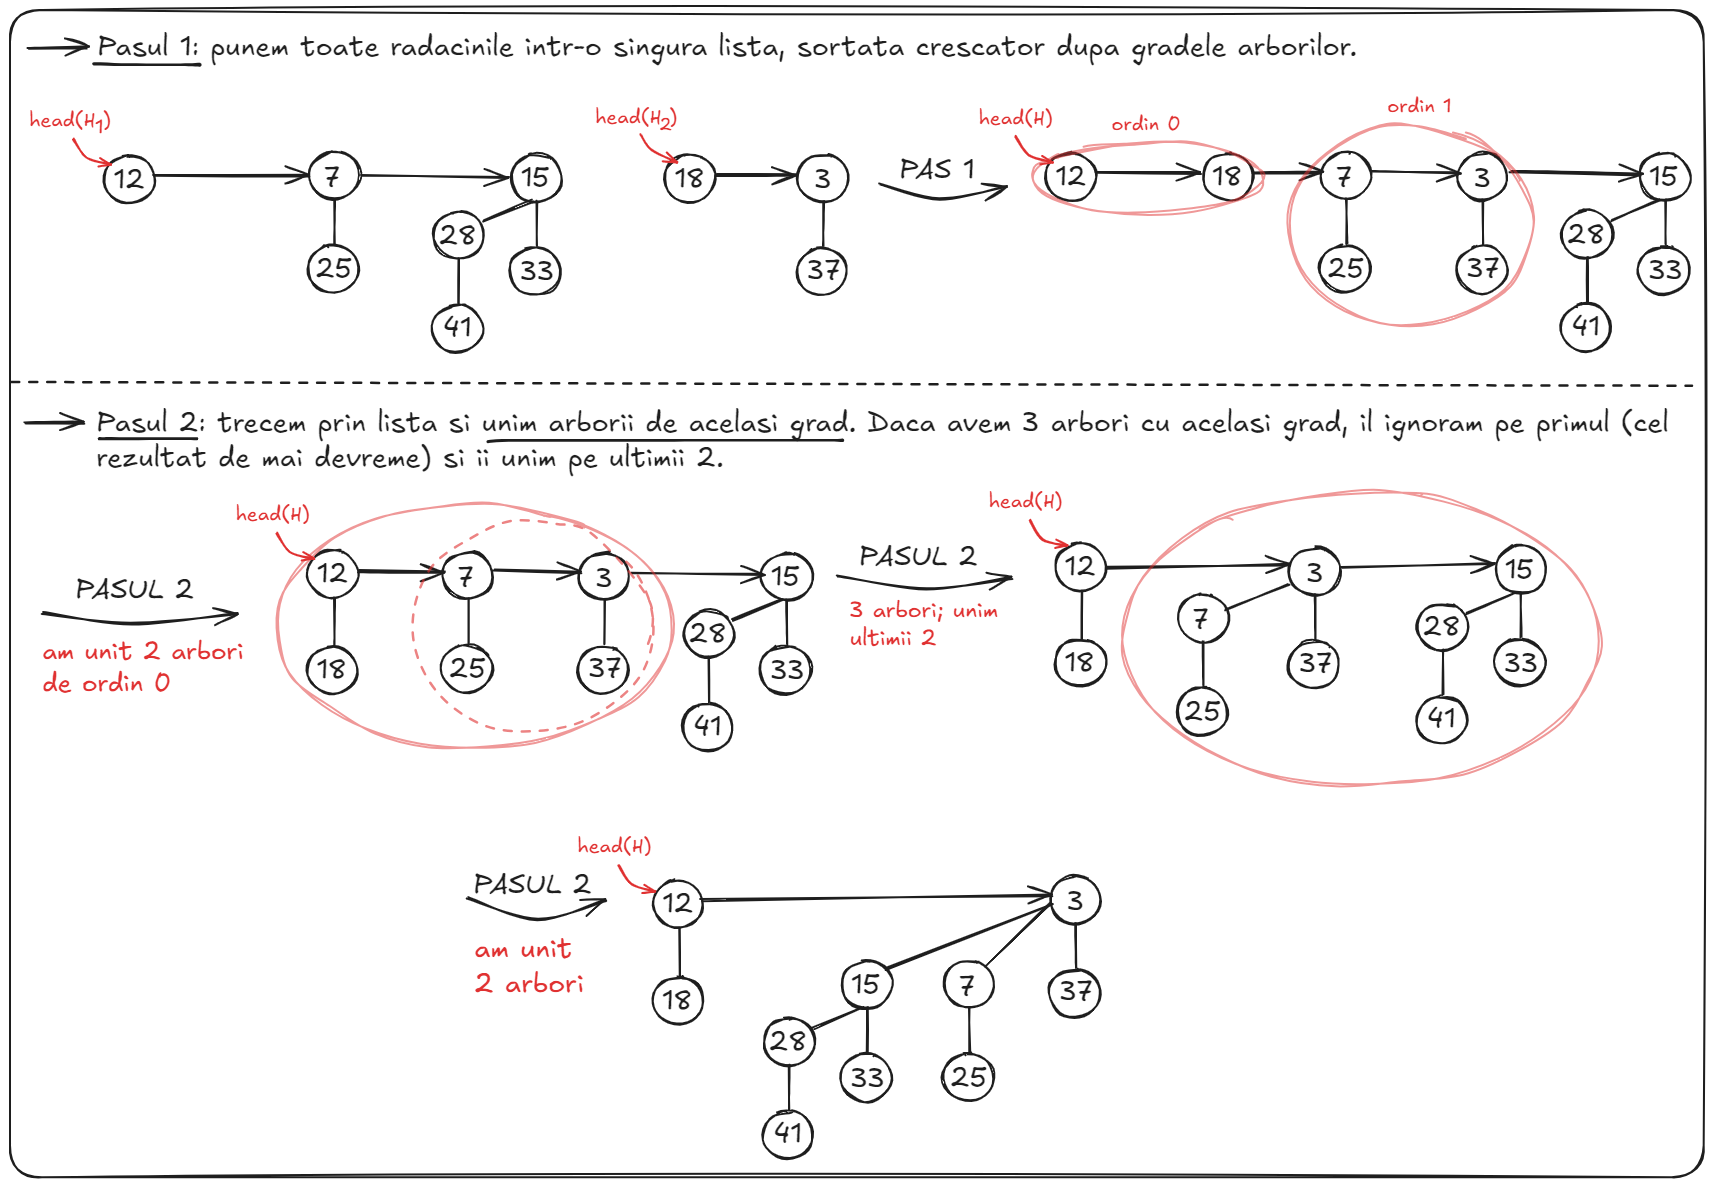 Pasul 1: punem toate radacinile intr-o singura lista, sortata crescator dupa gradele arborilor.
head(H1)
12 7 15
28
25 33
41
head(H2)
18 3
37
PAS 1
head(H)
ordin 0
ordin 1
12 18 7 3 15
28
25 37 33
41
Pasul 2: trecem prin lista si unim arborii de acelasi grad. Daca avem 3 arbori cu acelasi grad, il ignoram pe primul (cel
rezultat de mai devreme) si ii unim pe ultimii 2.
PASUL 2
am unit 2 arbori
de ordin 0
head(H)
12 7 3 15
28
18 25 37 33
41
PASUL 2
3 arbori; unim
ultimii 2
head(H)
12 3 15
7 28
18 37 33
25 41
PASUL 2
am unit
2 arbori
head(H)
12 3
15 7 37
18
28
33 25
41